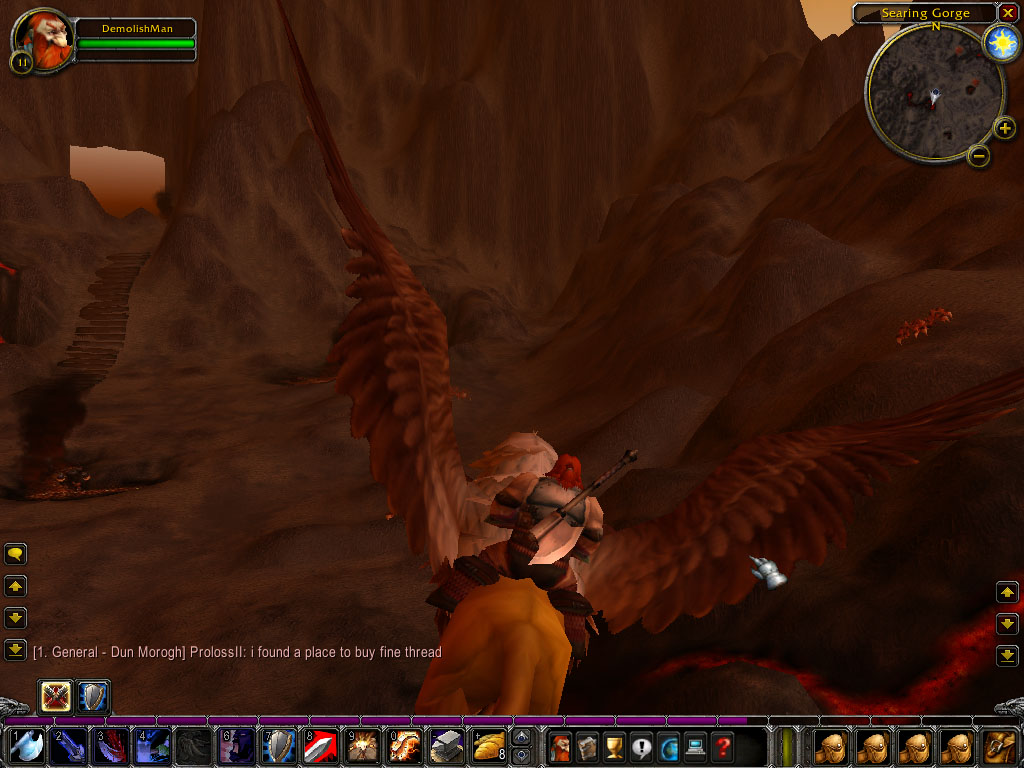 DemolishMan
11
Searing Gorge
N
[1. General - Dun Morogh] ProlossII: i found a place to buy fine thread
1 2 3 4 6 7 8 9 0 - + 8